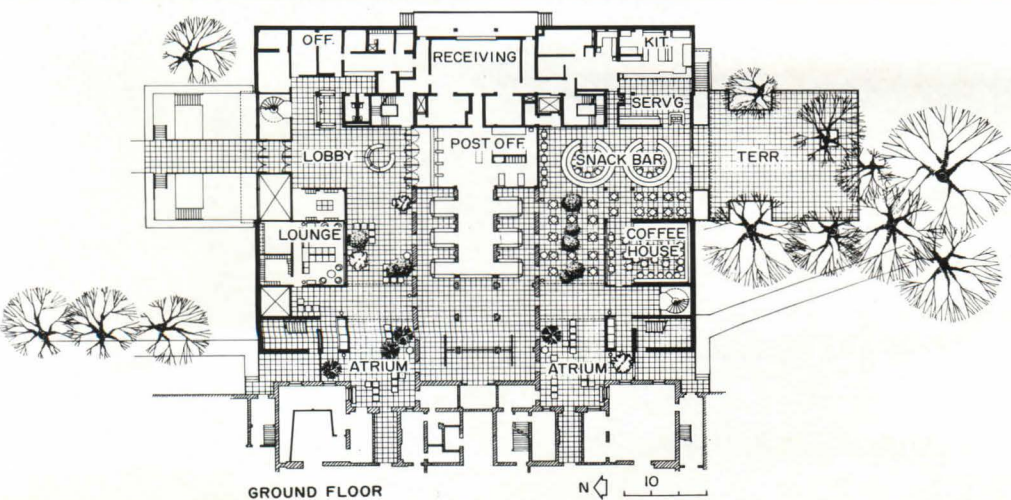 OFF.
RECEIVING
KIT.
SERV'G
LOBBY
POST OFF.
SNACK BAR
TERR.
LOUNGE
COFFEE
HOUSE
ATRIUM
ATRIUM
GROUND FLOOR
N
10